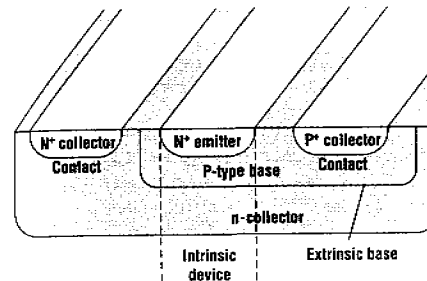 N+ collector
Contact
N+ emitter
P+ collector
Contact
P-type base
n-collector
Intrinsic
device
Extrinsic base